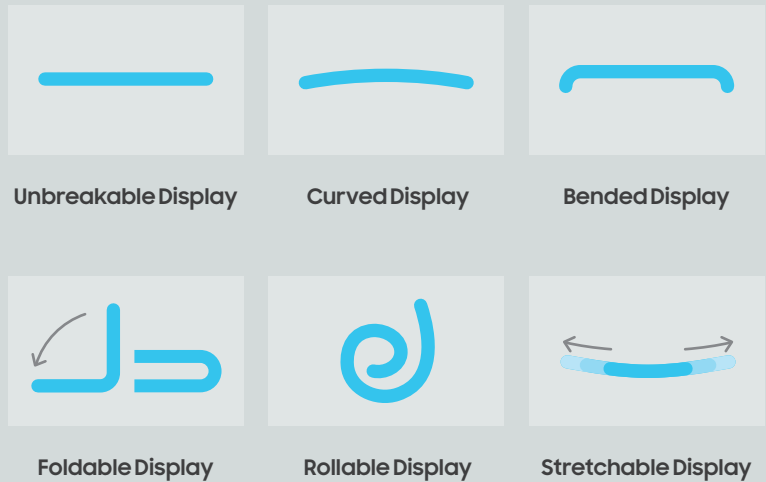 Unbreakable Display
Curved Display
Bended Display
Foldable Display
Rollable Display
Stretchable Display